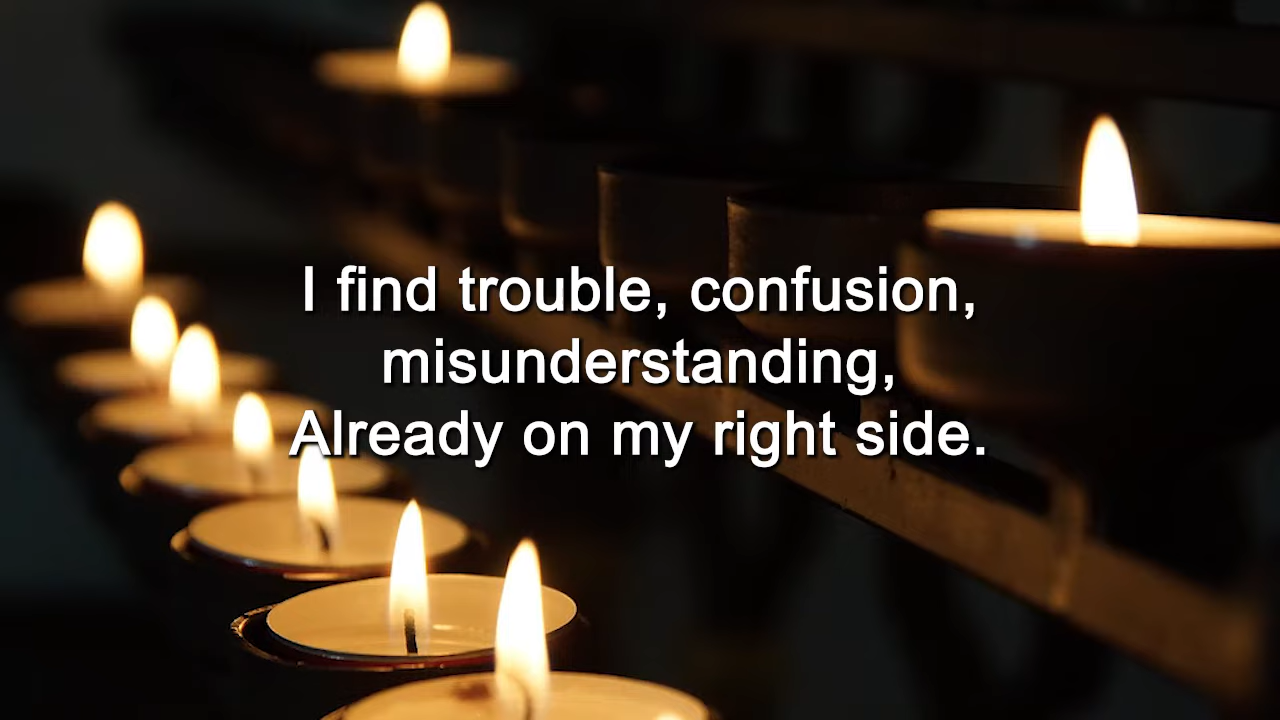 I find trouble, confusion,
misunderstanding,
Already on my right side.